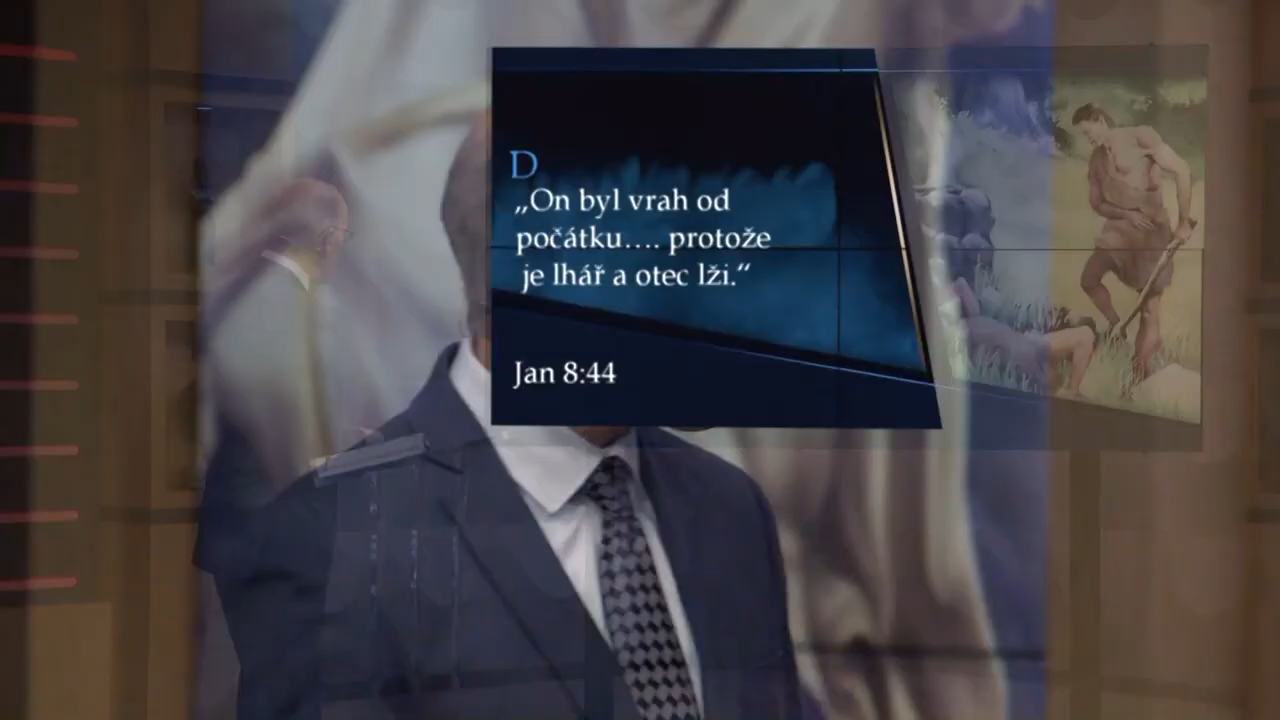 D
„On byl vrah od
počátku…. protože
je lhář a otec lži.“
Jan 8:44